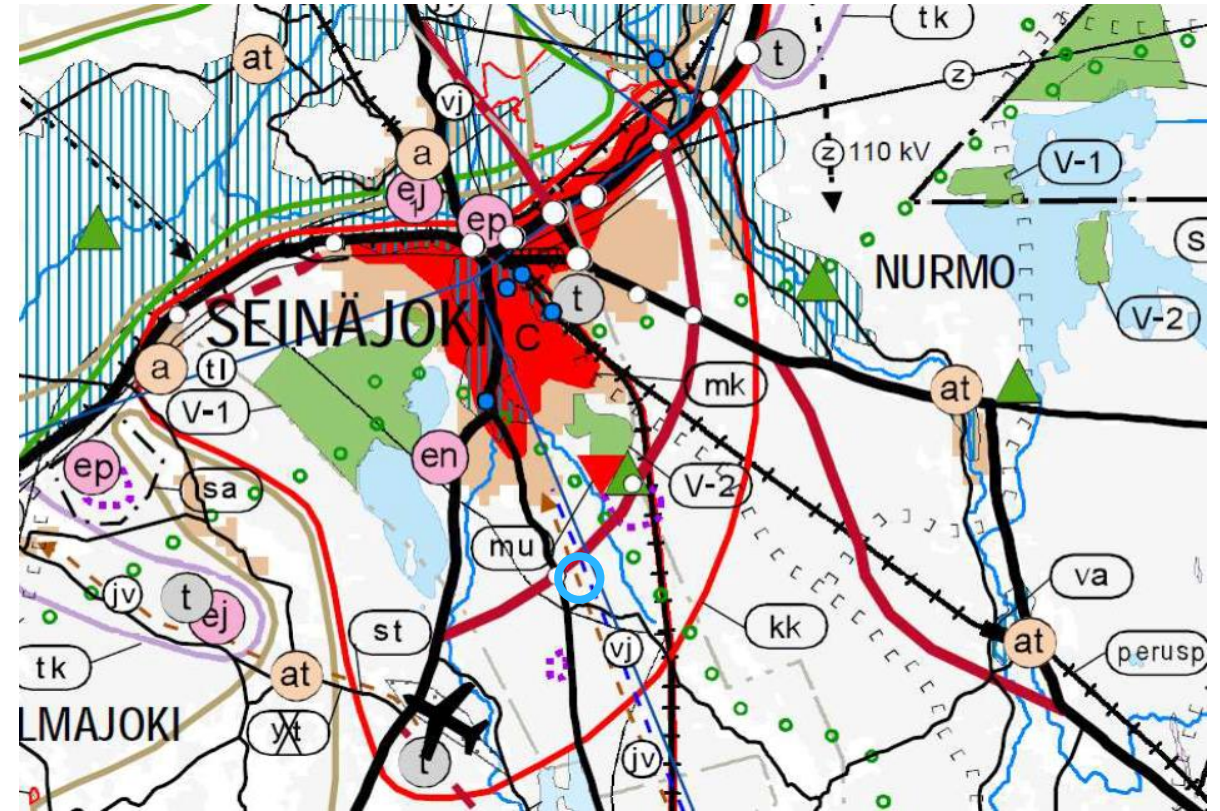 tk
at
t
vj
z
a
z 110 kV
V-1
ej
ep
s
NURMO
t
SEINÄJOKI
C
V-2
a
tl
mk
at
V-1
en
ep
sa
V-2
mu
va
jv
t
ej
st
kk
vj
at
perusp
tk
at
LMAJOKI
yt
t
jv